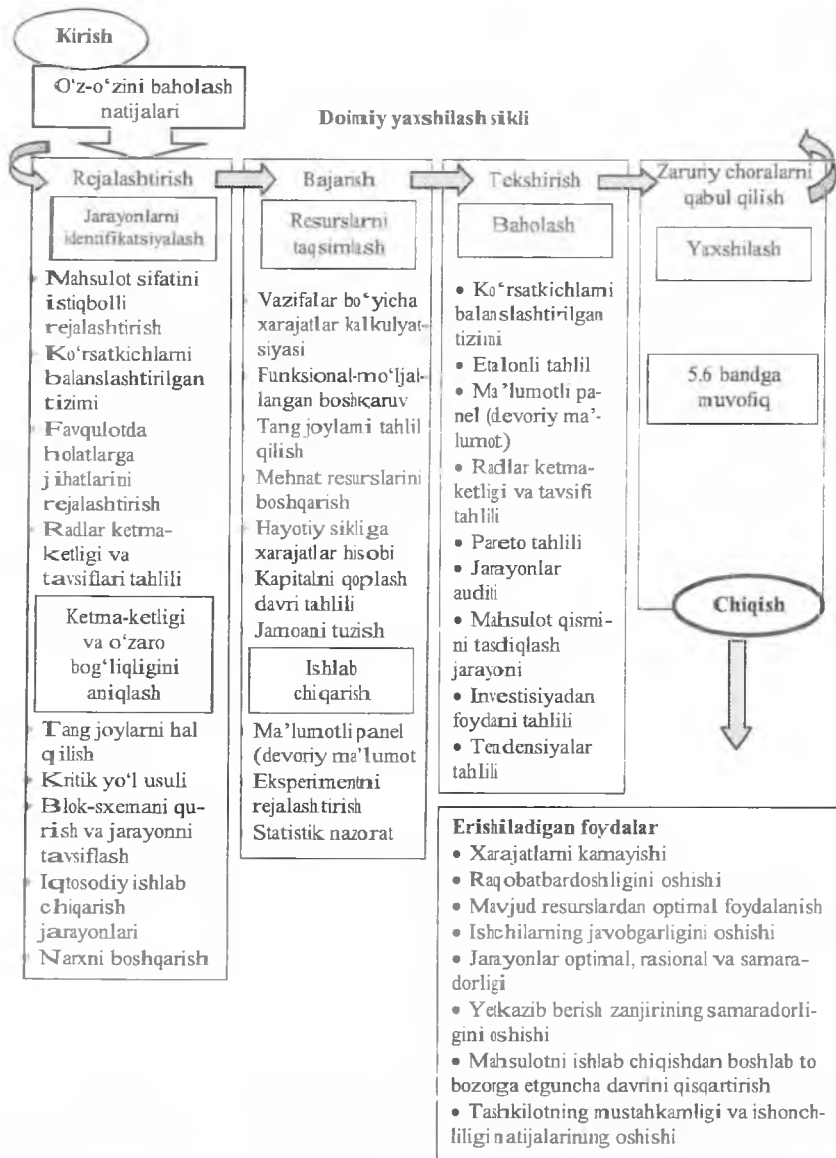 Kirish
O‘z-o‘zini baholash
natijalari
Doimiy yaxshilash sikli
Rejalashtirish
Jarayonlarni
identifikatsiyalash
Mahsulot sifatini
istiqbolli
rejalashtirish
Ko‘rsatkichlarni
balanslashtirilgan
tizimi
Favqulotda
holatlarga
jihatlarini
rejalashtirish
Radlar ketma-
ketligi va
tavsiflari tahlili
Ketma-ketligi
va o‘zaro
bog‘liqligini
aniqlash
Tang joylarni hal
qilish
Kritik yo‘l usuli
Blok-sxemani qu-
rish va jarayonni
tavsiflash
Iqtosodiy ishlab
chiqarish
jarayonlari
Narxni boshqarish
Bajarish
Resurslarni
taqsimlash
Vazifalar bo‘yicha
xarajatlar kalkulyat-
siyasi
Funksional-mo‘ljal-
langan boshqaruv
Tang joylarni tahlil
qilish
Mehnat resurslarini
boshqarish
Hayotiy sikliga
xarajatlar hisobi
Kapitalni qoplash
davri tahlili
Jamoani tuzish
Ishlab
chiqarish
Ma’lumotli panel
(devoriy ma’lumot
Eksperimentni
rejalashtirish
Statistik nazorat
Tekshirish
Baholash
• Ko‘rsatkichlarni
balanslashtirilgan
tizimi
• Etalonli tahlil
• Ma’lumotli pa-
nel (devoriy ma’-
lumot)
• Radlar ketma-
ketligi va tavsifi
tahlili
• Pareto tahlili
• Jarayonlar
auditi
• Mahsulot qismi-
ni tasdiqlash
jarayoni
• Investisiyadan
foydani tahlili
• Tendensiyalar
tahlili
Zaruriy choralarni
qabul qilish
Yaxshilash
5.6 bandga
muvofiq
Chiqish
Erishiladigan foydalar
• Xarajatlarni kamayishi
• Raqobatbardoshligini oshishi
• Mavjud resurslardan optimal foydalanish
• Ishchilarning javobgarligini oshishi
• Jarayonlar optimal, rasional va samara-
dorligi
• Yetkazib berish zanjirining samaradorli-
gini oshishi
• Mahsulotni ishlab chiqishdan boshlab to
bozorga etguncha davrini qisqartirish
• Tashkilotning mustahkamligi va ishonch-
liligi natijalarining oshishi